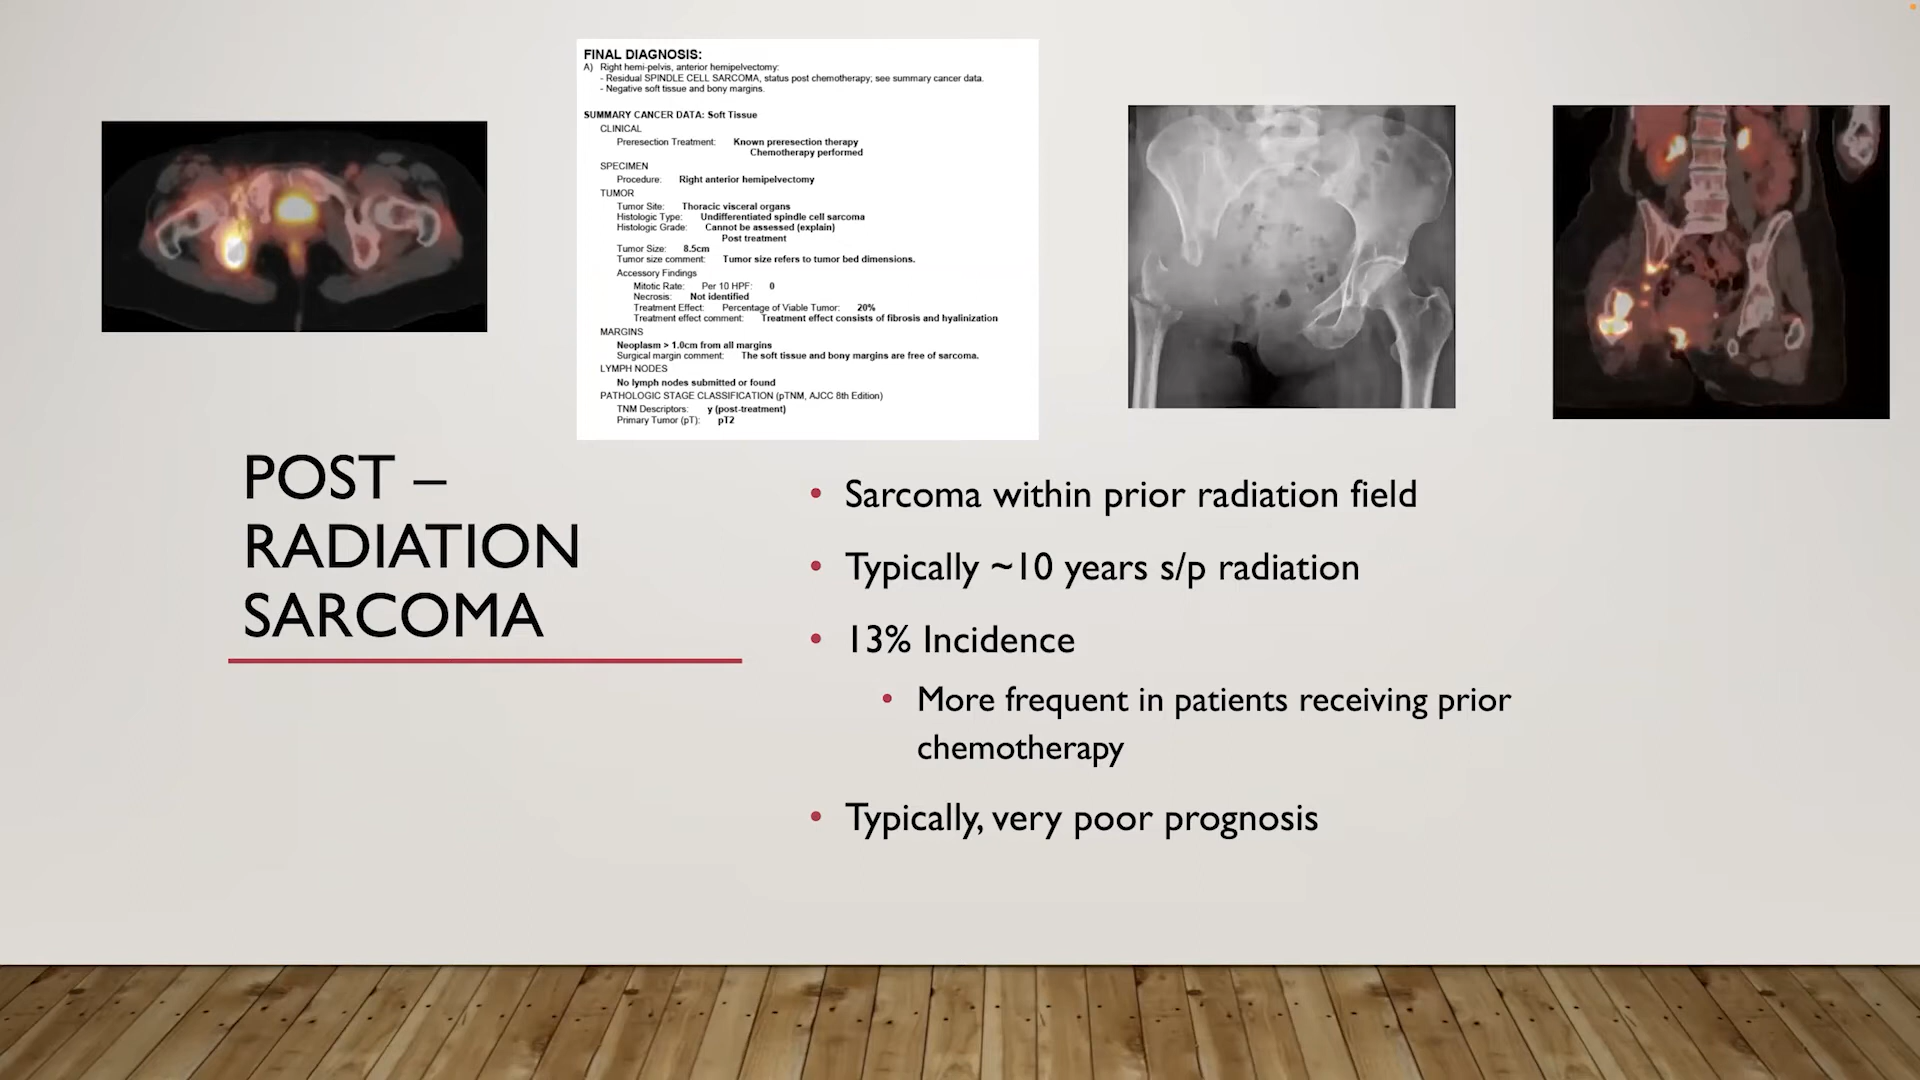 FINAL DIAGNOSIS:
A) Right hemi-pelvis, anterior hemipelvectomy:
- Residual SPINDLE CELL SARCOMA, status post chemotherapy; see summary cancer data.
- Negative soft tissue and bony margins.
SUMMARY CANCER DATA: Soft Tissue
CLINICAL
Preresection Treatment: Known preresection therapy
Chemotherapy performed
SPECIMEN
Procedure: Right anterior hemipelvectomy
TUMOR
Tumor Site: Thoracic visceral organs
Histologic Type: Undifferentiated spindle cell sarcoma
Histologic Grade: Cannot be assessed (explain)
Post treatment
Tumor Size: 8.5cm
Tumor size comment: Tumor size refers to tumor bed dimensions.
Accessory Findings
Mitotic Rate: Per 10 HPF: 0
Necrosis: Not identified
Treatment Effect: Percentage of Viable Tumor: 20%
Treatment effect comment: Treatment effect consists of fibrosis and hyalinization
MARGINS
Neoplasm > 1.0cm from all margins
Surgical margin comment: The soft tissue and bony margins are free of sarcoma.
LYMPH NODES
No lymph nodes submitted or found
PATHOLOGIC STAGE CLASSIFICATION (pTNM, AJCC 8th Edition)
TNM Descriptors: y (post-treatment)
Primary Tumor (pT): pT2
POST –
RADIATION
SARCOMA
• Sarcoma within prior radiation field
• Typically ~10 years s/p radiation
• 13% Incidence
• More frequent in patients receiving prior
chemotherapy
• Typically, very poor prognosis